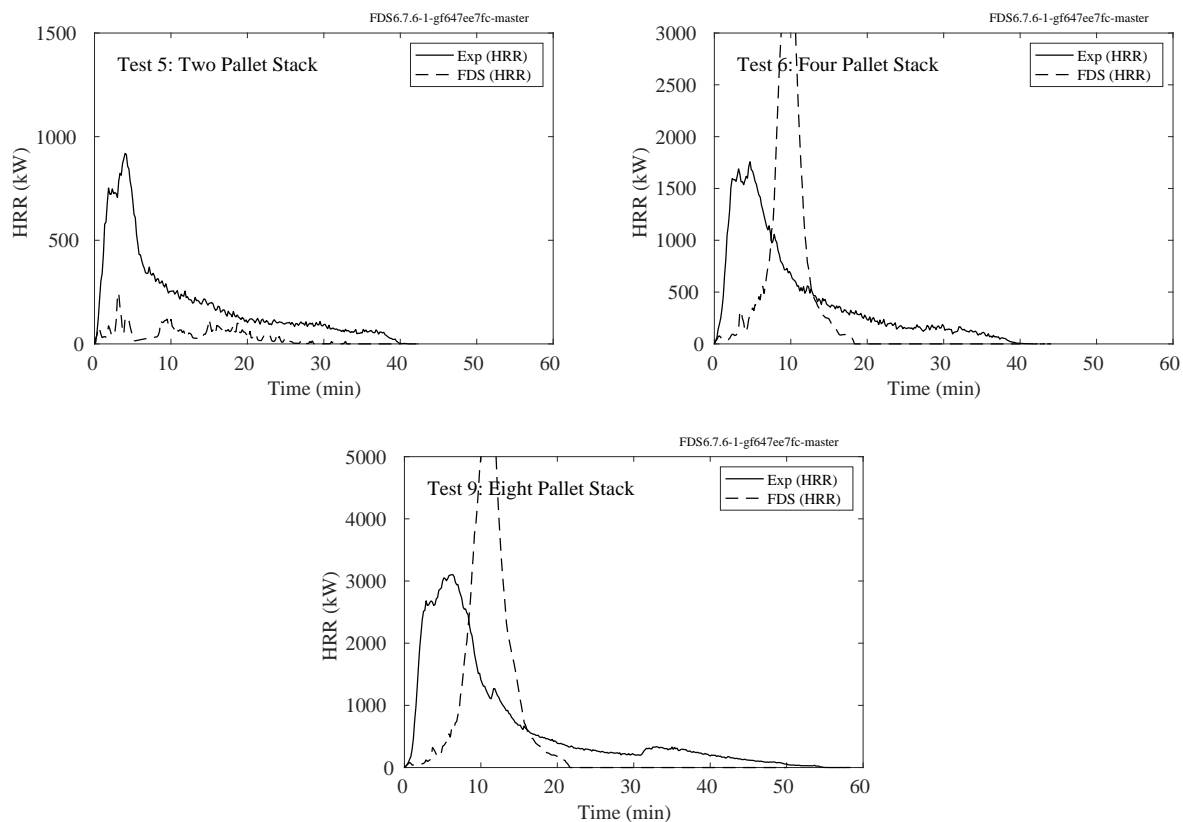 FDS6.7.6-1-gf647ee7fc-master
1500
1000
500
0
HRR (kW)
Test 5: Two Pallet Stack
Exp (HRR)
FDS (HRR)
0 10 20 30 40 50 60
Time (min)
FDS6.7.6-1-gf647ee7fc-master
3000
2500
2000
1500
1000
500
0
HRR (kW)
Test 6: Four Pallet Stack
Exp (HRR)
FDS (HRR)
0 10 20 30 40 50 60
Time (min)
FDS6.7.6-1-gf647ee7fc-master
5000
4000
3000
2000
1000
0
HRR (kW)
Test 9: Eight Pallet Stack
Exp (HRR)
FDS (HRR)
0 10 20 30 40 50 60
Time (min)